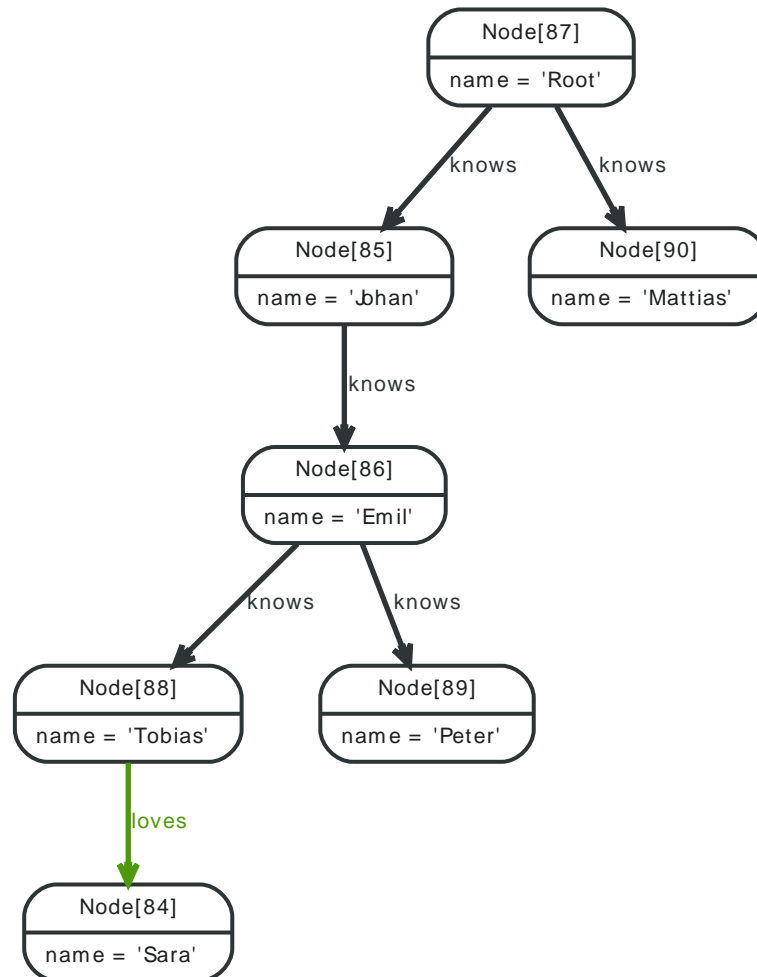 Node[87]
name = 'Root'
knows
knows
Node[85]
name = 'Johan'
Node[90]
name = 'Mattias'
knows
Node[86]
name = 'Emil'
knows
knows
Node[88]
name = 'Tobias'
Node[89]
name = 'Peter'
loves
Node[84]
name = 'Sara'